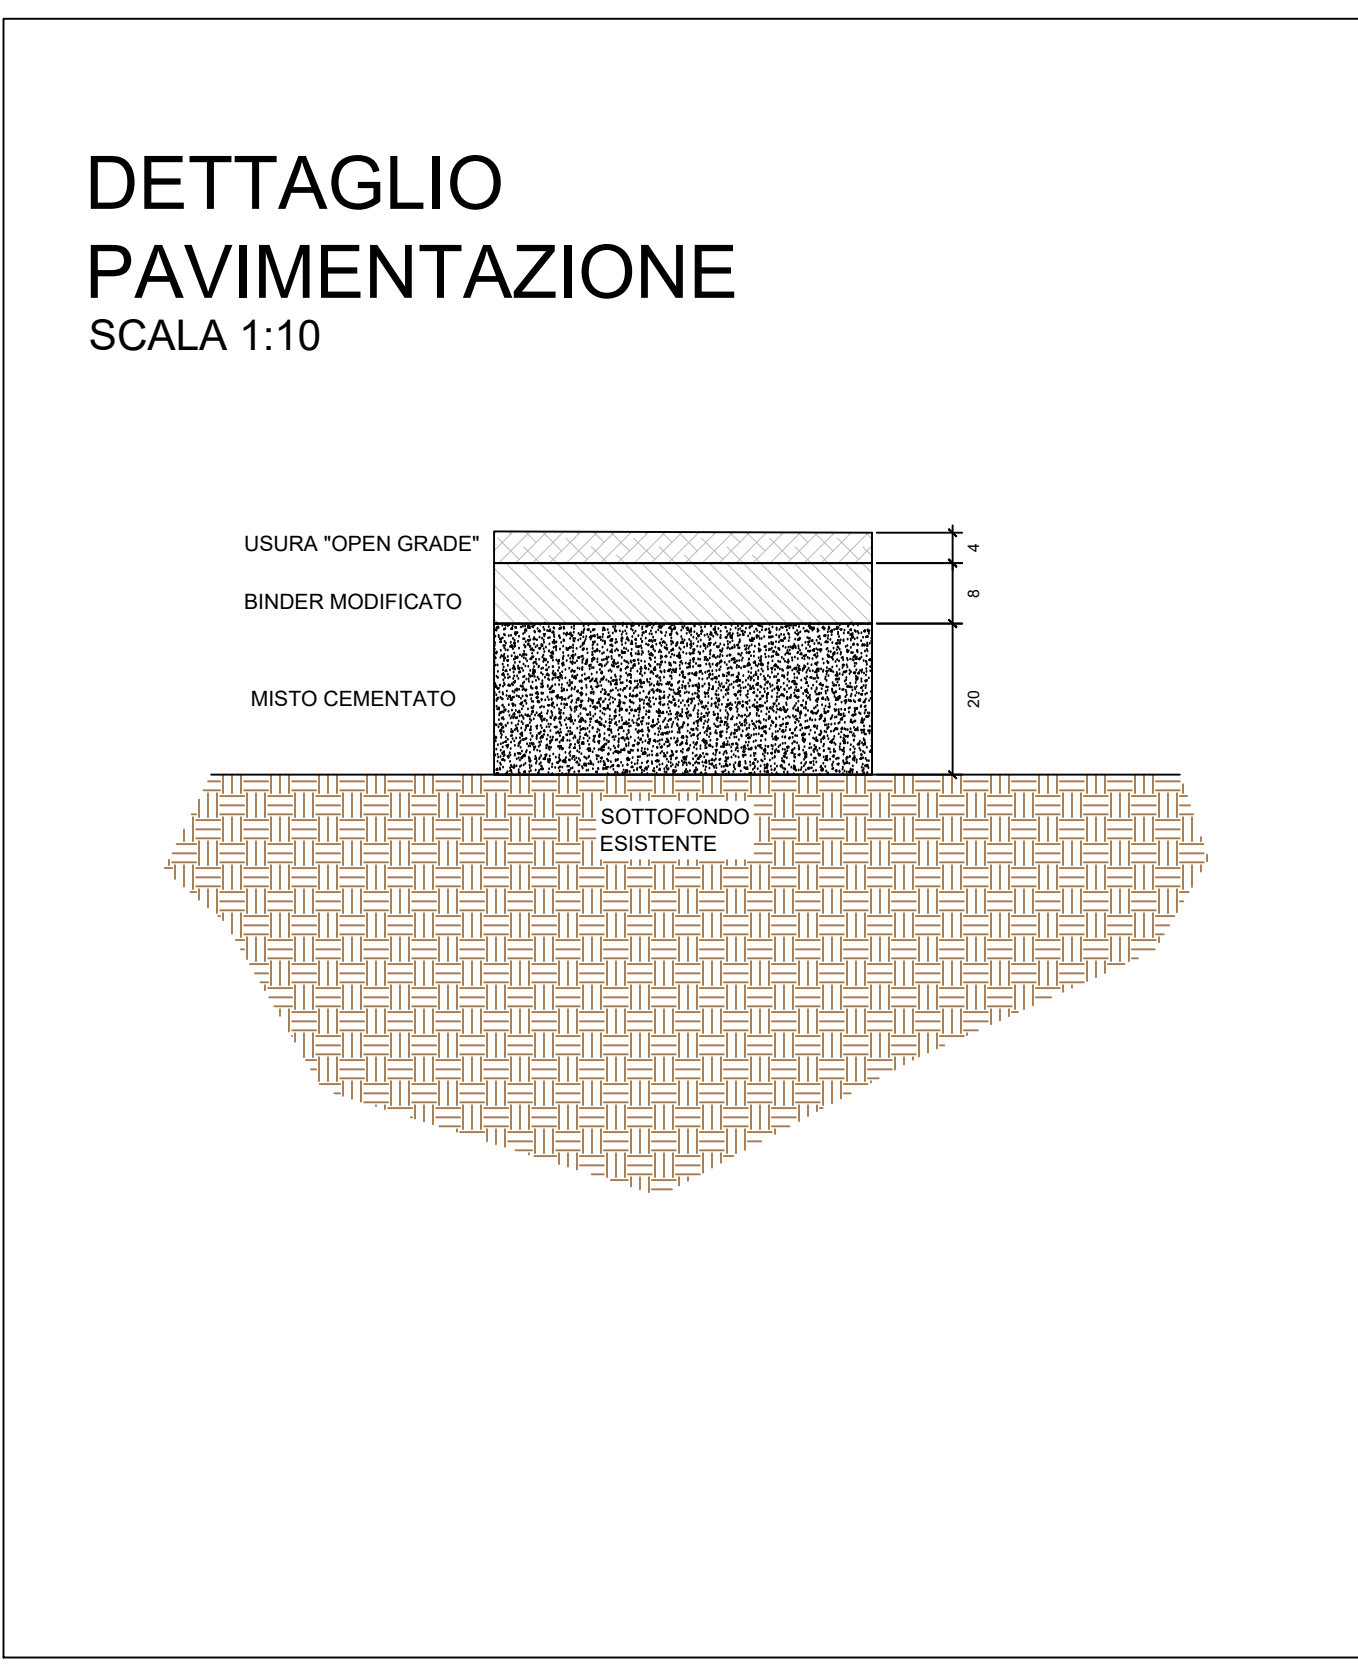 DETTAGLIO
PAVIMENTAZIONE
SCALA 1:10
USURA "OPEN GRADE"
4
BINDER MODIFICATO
8
MISTO CEMENTATO
20
SOTTOFONDO
ESISTENTE